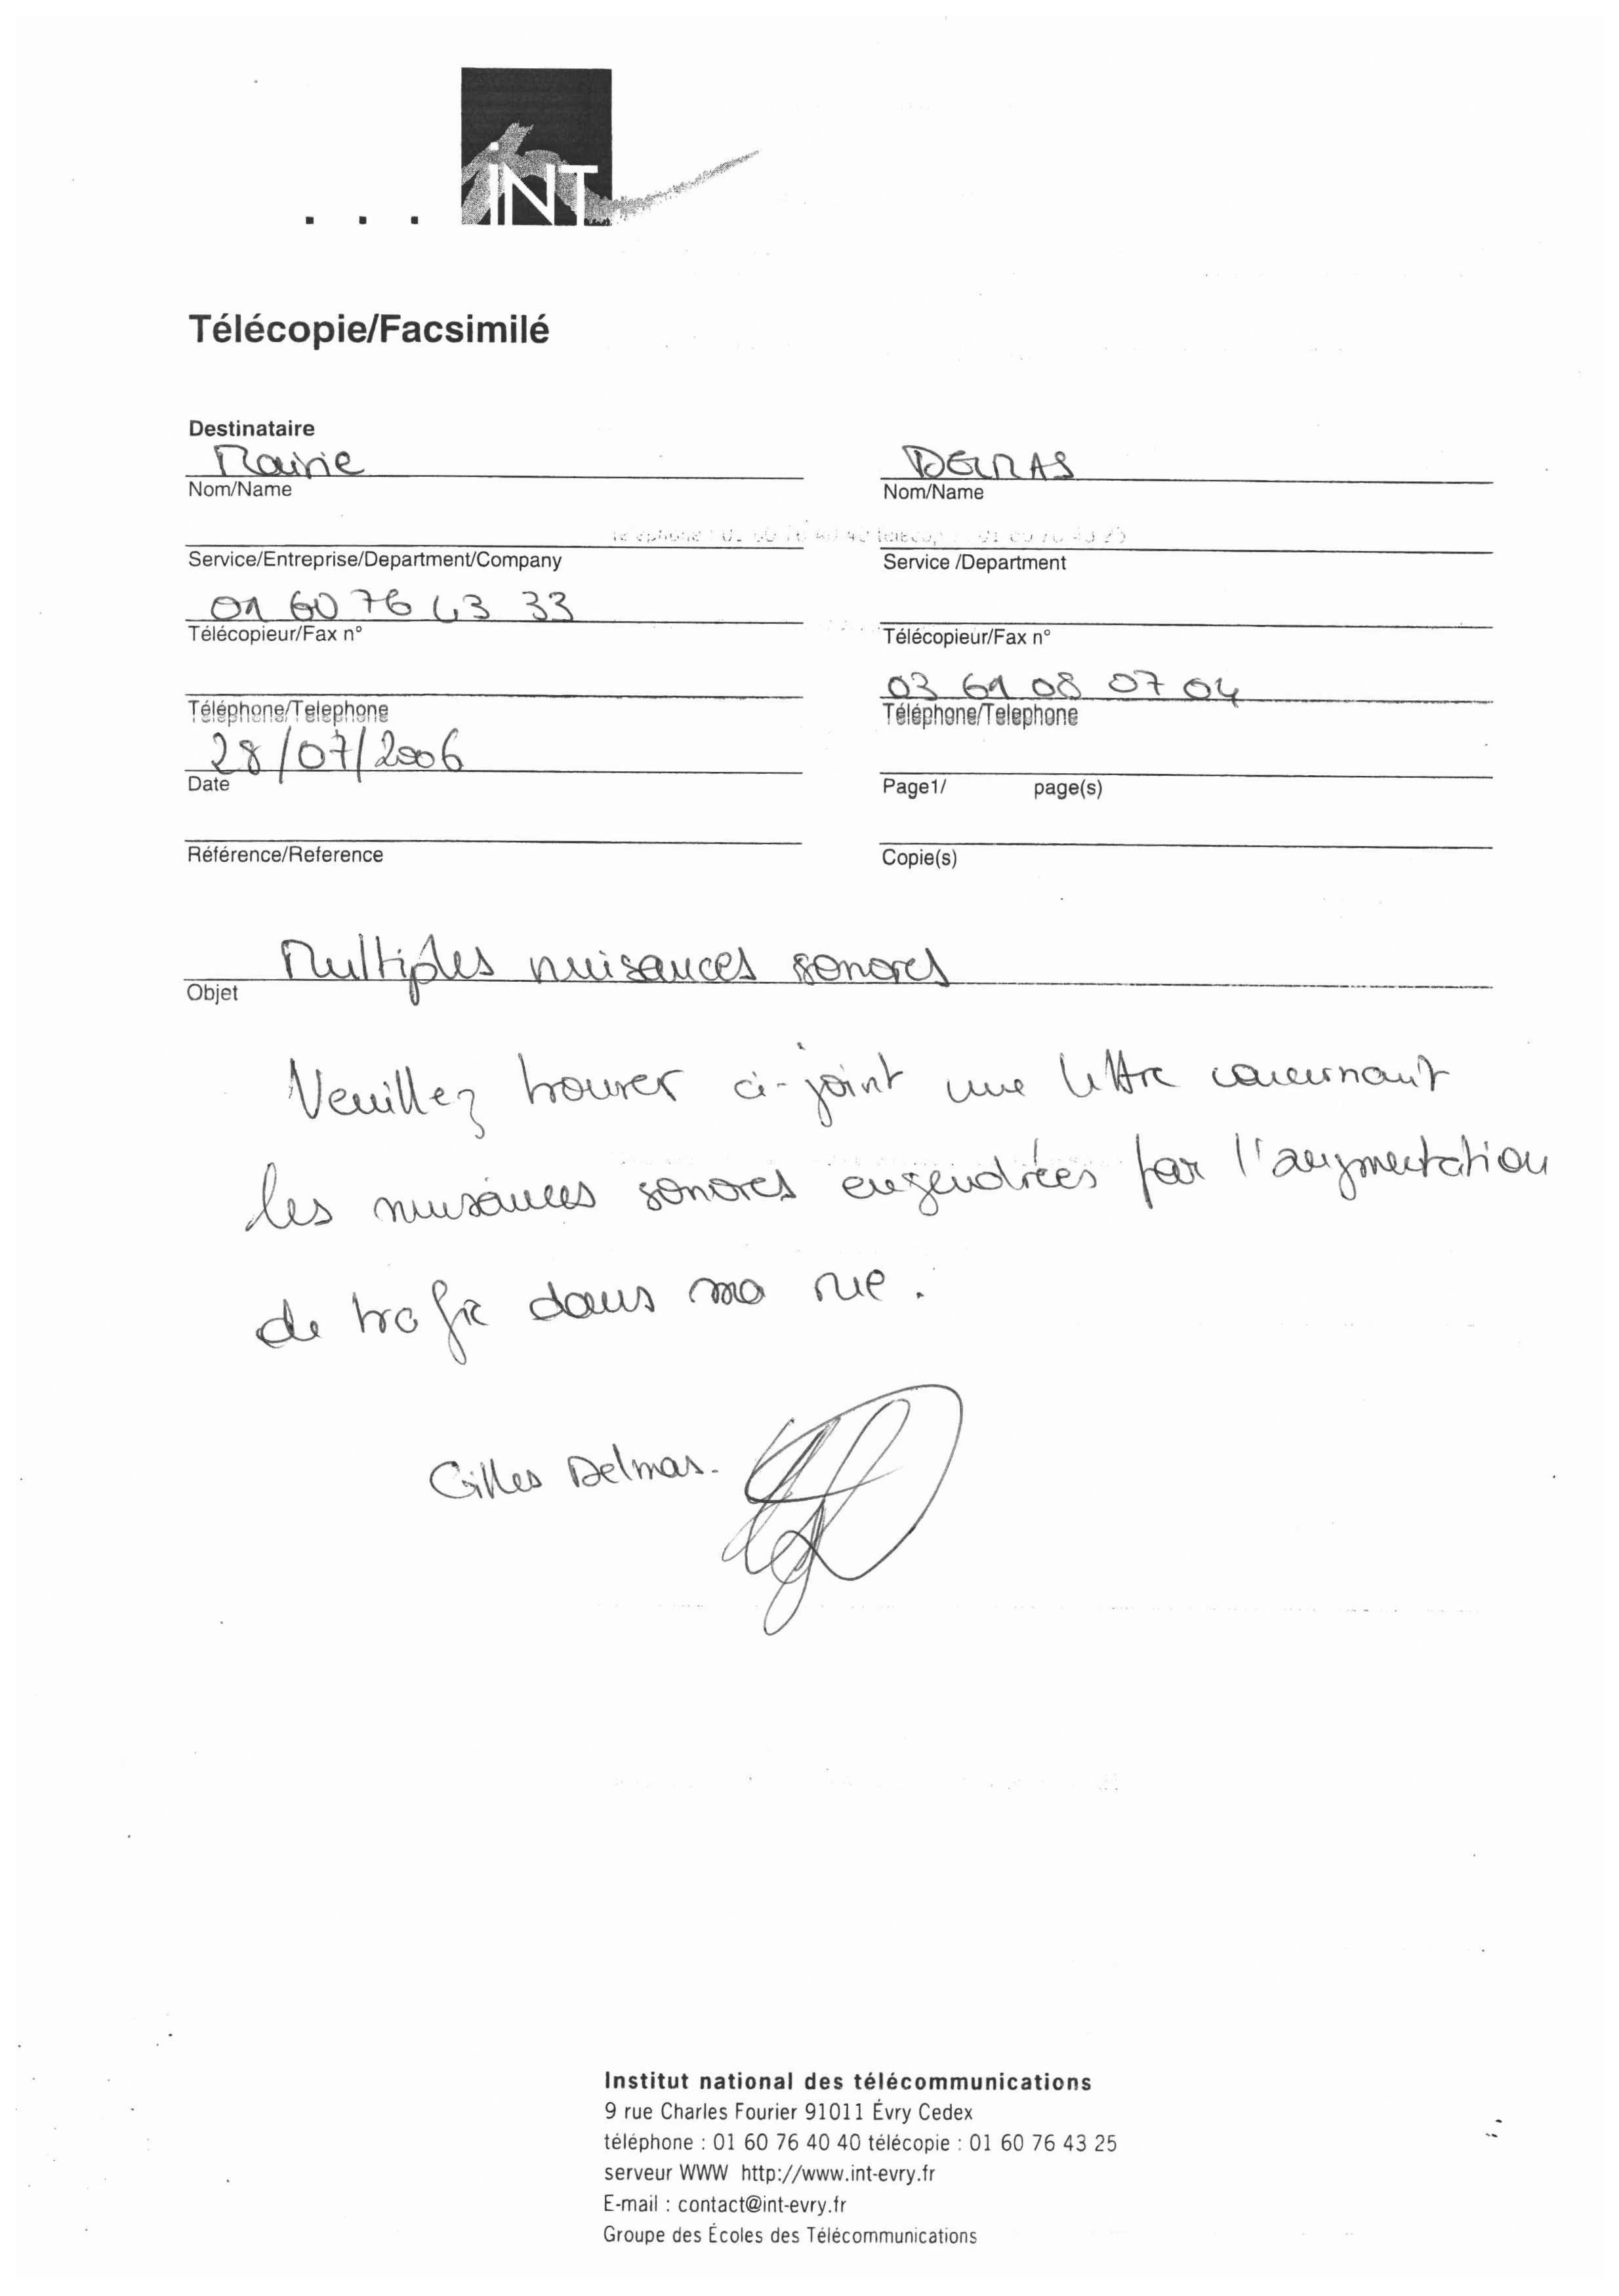 ... INT
Télécopie/Facsimilé
Destinataire
Mairie
Nom/Name
DELMAS
Nom/Name
Service/Entreprise/Department/Company
Service /Department
01 60 76 43 33
Télécopieur/Fax n°
Télécopieur/Fax n°
Téléphone/Telephone
03 61 08 07 04
Téléphone/Telephone
28/07/2006
Date
Page1/ page(s)
Référence/Reference
Copie(s)
Multiples nuisances sonores
Objet
Veuillez trouver ci-joint une lettre concernant
les nuisances sonores engendrées par l'augmentation
de trafic dans ma rue.
Gilles Delmas.
Institut national des télécommunications
9 rue Charles Fourier 91011 Évry Cedex
téléphone : 01 60 76 40 40 télécopie : 01 60 76 43 25
serveur WWW http://www.int-evry.fr
E-mail : contact@int-evry.fr
Groupe des Écoles des Télécommunications